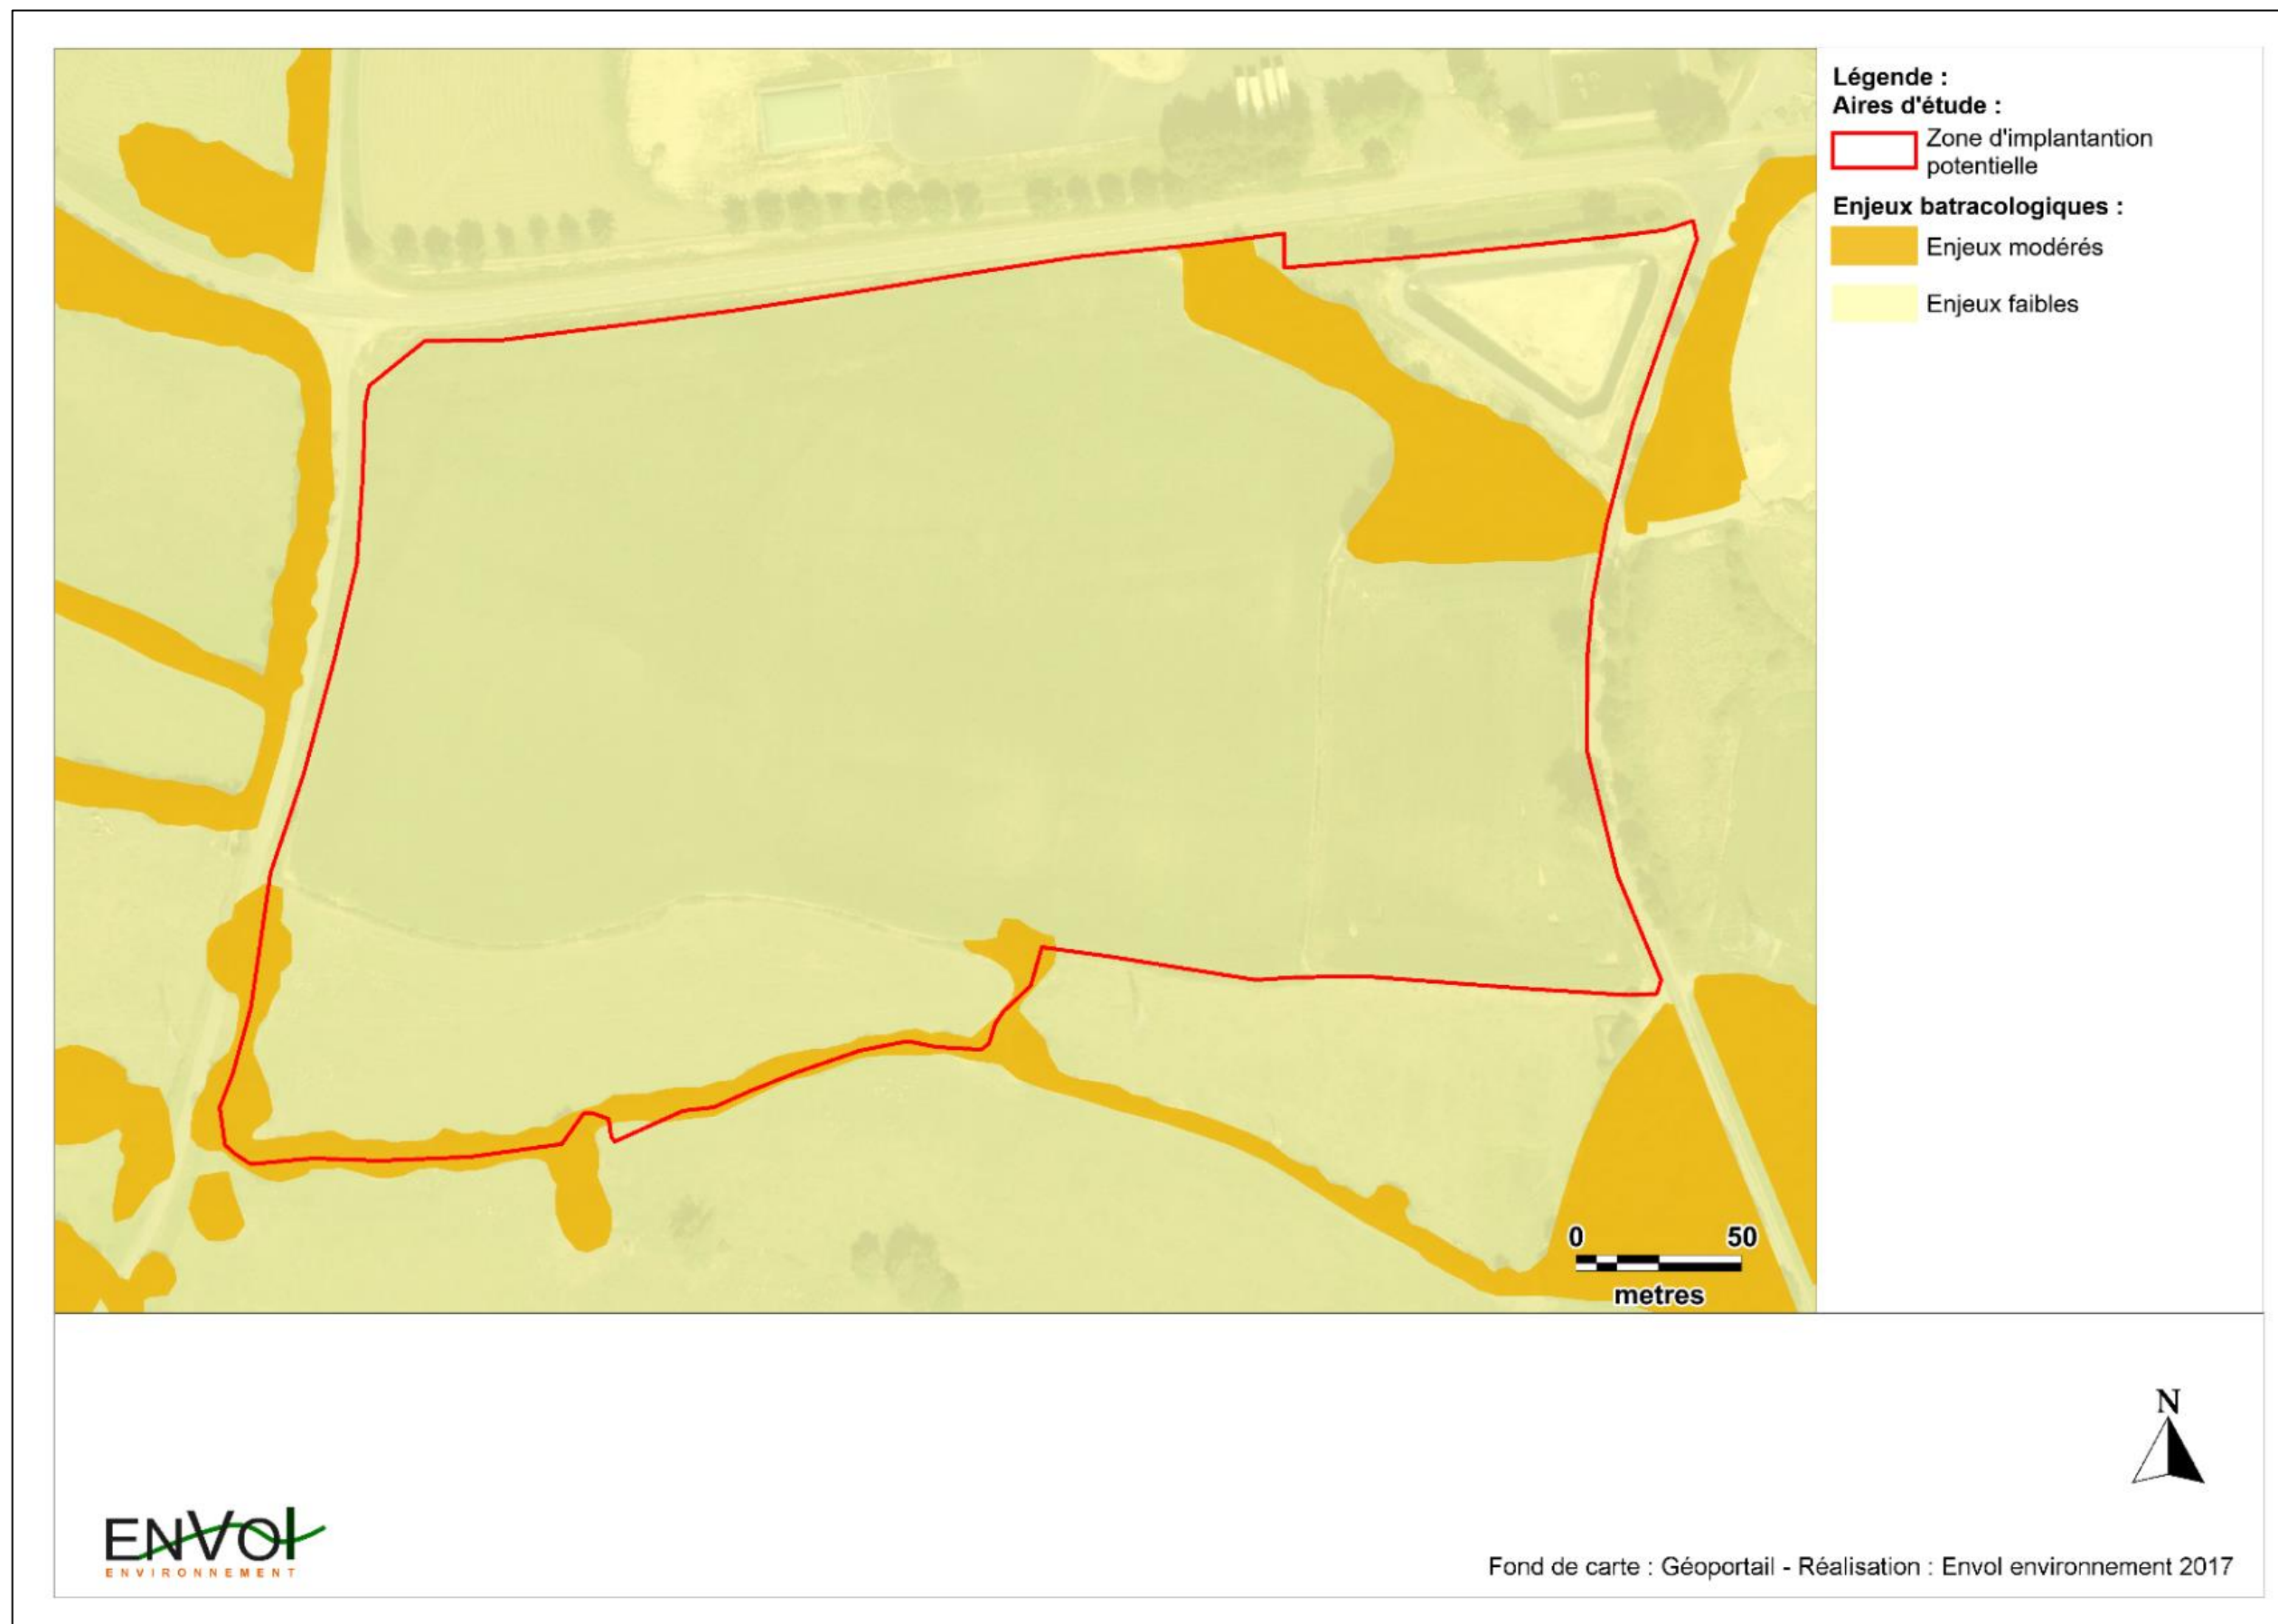 Légende :
Aires d'étude :
Zone d'implantantion
potentielle
Enjeux batracologiques :
Enjeux modérés
Enjeux faibles
0 50
metres
N
ENVOI
ENVIRONNEMENT
Fond de carte : Géoportail - Réalisation : Envol environnement 2017